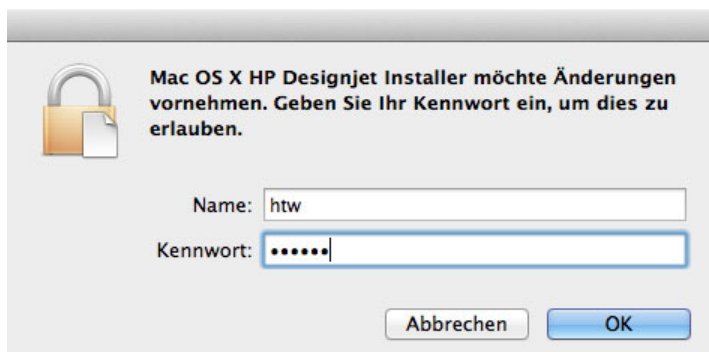 Mac OS X HP Designjet Installer möchte Änderungen
vornehmen. Geben Sie Ihr Kennwort ein, um dies zu
erlauben.
Name: htw
Kennwort: ••••••
Abbrechen OK